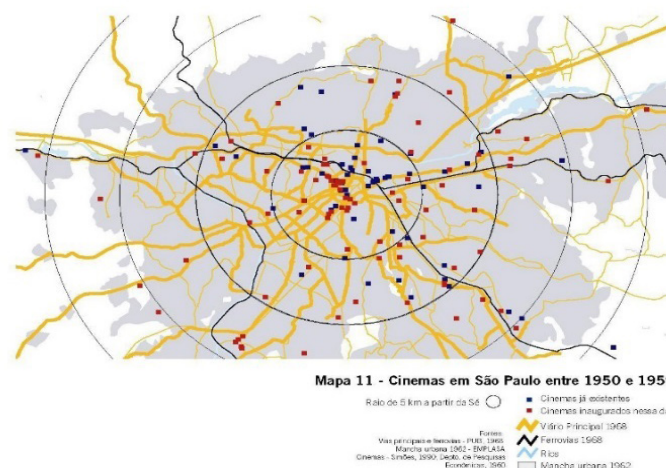 Mapa 11 - Cinemas em São Paulo entre 1950 e 195
Raio de 5 km a partir da Sé
Cinemas já existentes
Cinemas inaugurados nessa d
Viário Principal 1968
Ferrovias 1968
Rios
Mancha urbana 1962
Fontes:
Vias principais e ferrovias - PUB, 1968
Mancha urbana 1962 - EMPLASA
Cinemas - Simões, 1990; Depto. de Pesquisas
Econômicas, 1960.